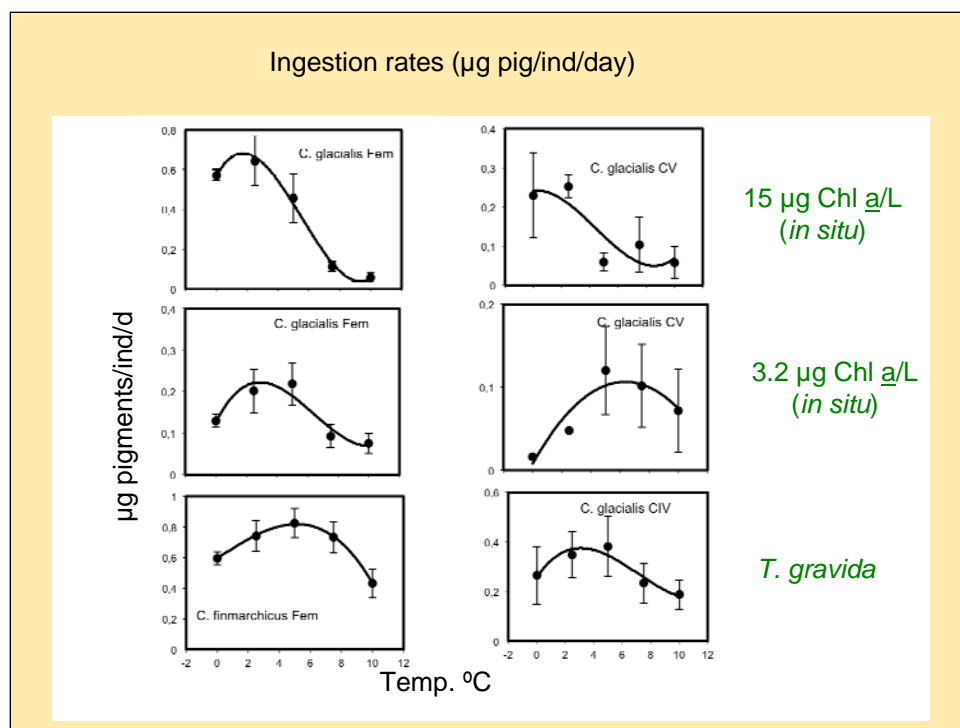 Ingestion rates (µg pig/ind/day)
0,8
0,6
0,4
0,2
0
C. glacialis Fem
0,4
0,3
0,2
0,1
0
C. glacialis CV
15 µg Chl a/L
(in situ)
0,4
0,3
0,2
0,1
0
C. glacialis Fem
0,2
0,1
0
C. glacialis CV
3.2 µg Chl a/L
(in situ)
µg pigments/ind/d
1
0,8
0,6
0,4
0,2
0
C. finmarchicus Fem
-2 0 2 4 6 8 10 12
0,6
0,4
0,2
0
C. glacialis CIV
-2 0 2 4 6 8 10 12
T. gravida
Temp. ºC